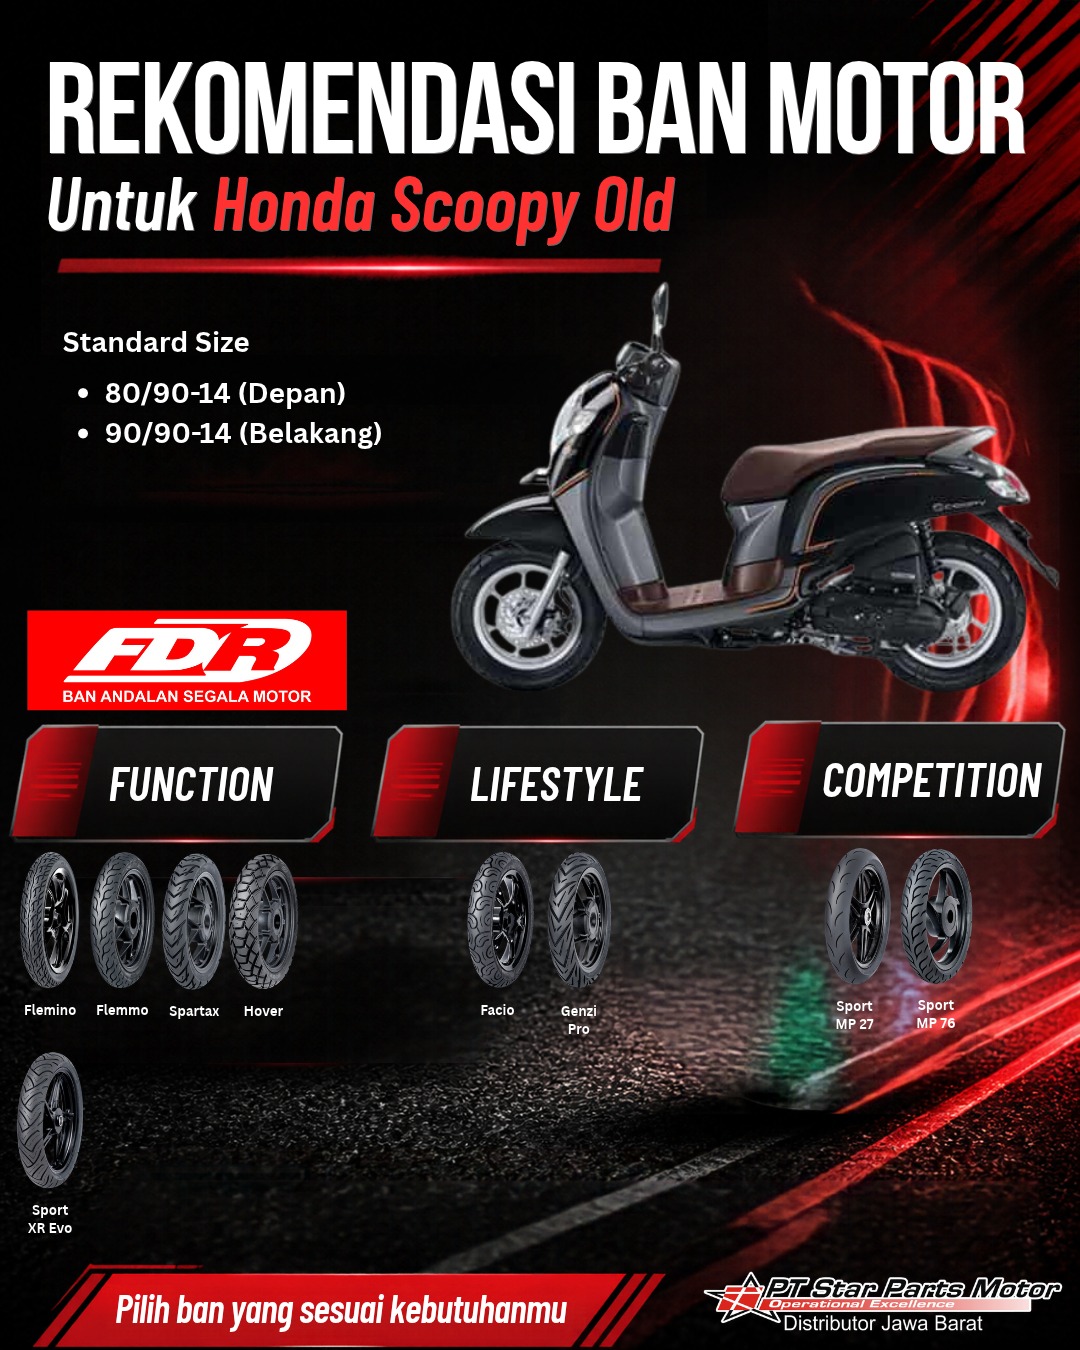 REKOMENDASI BAN MOTOR
Untuk Honda Scoopy Old
Standard Size
• 80/90-14 (Depan)
• 90/90-14 (Belakang)
scoopy
FDR
BAN ANDALAN SEGALA MOTOR
FUNCTION
LIFESTYLE
COMPETITION
Flemino
Flemmo
Spartax
Hover
Facio
Genzi
Pro
Sport
MP 27
Sport
MP 76
Sport
XR Evo
Pilih ban yang sesuai kebutuhanmu
PT Star Parts Motor
Operational Excellence
Distributor Jawa Barat